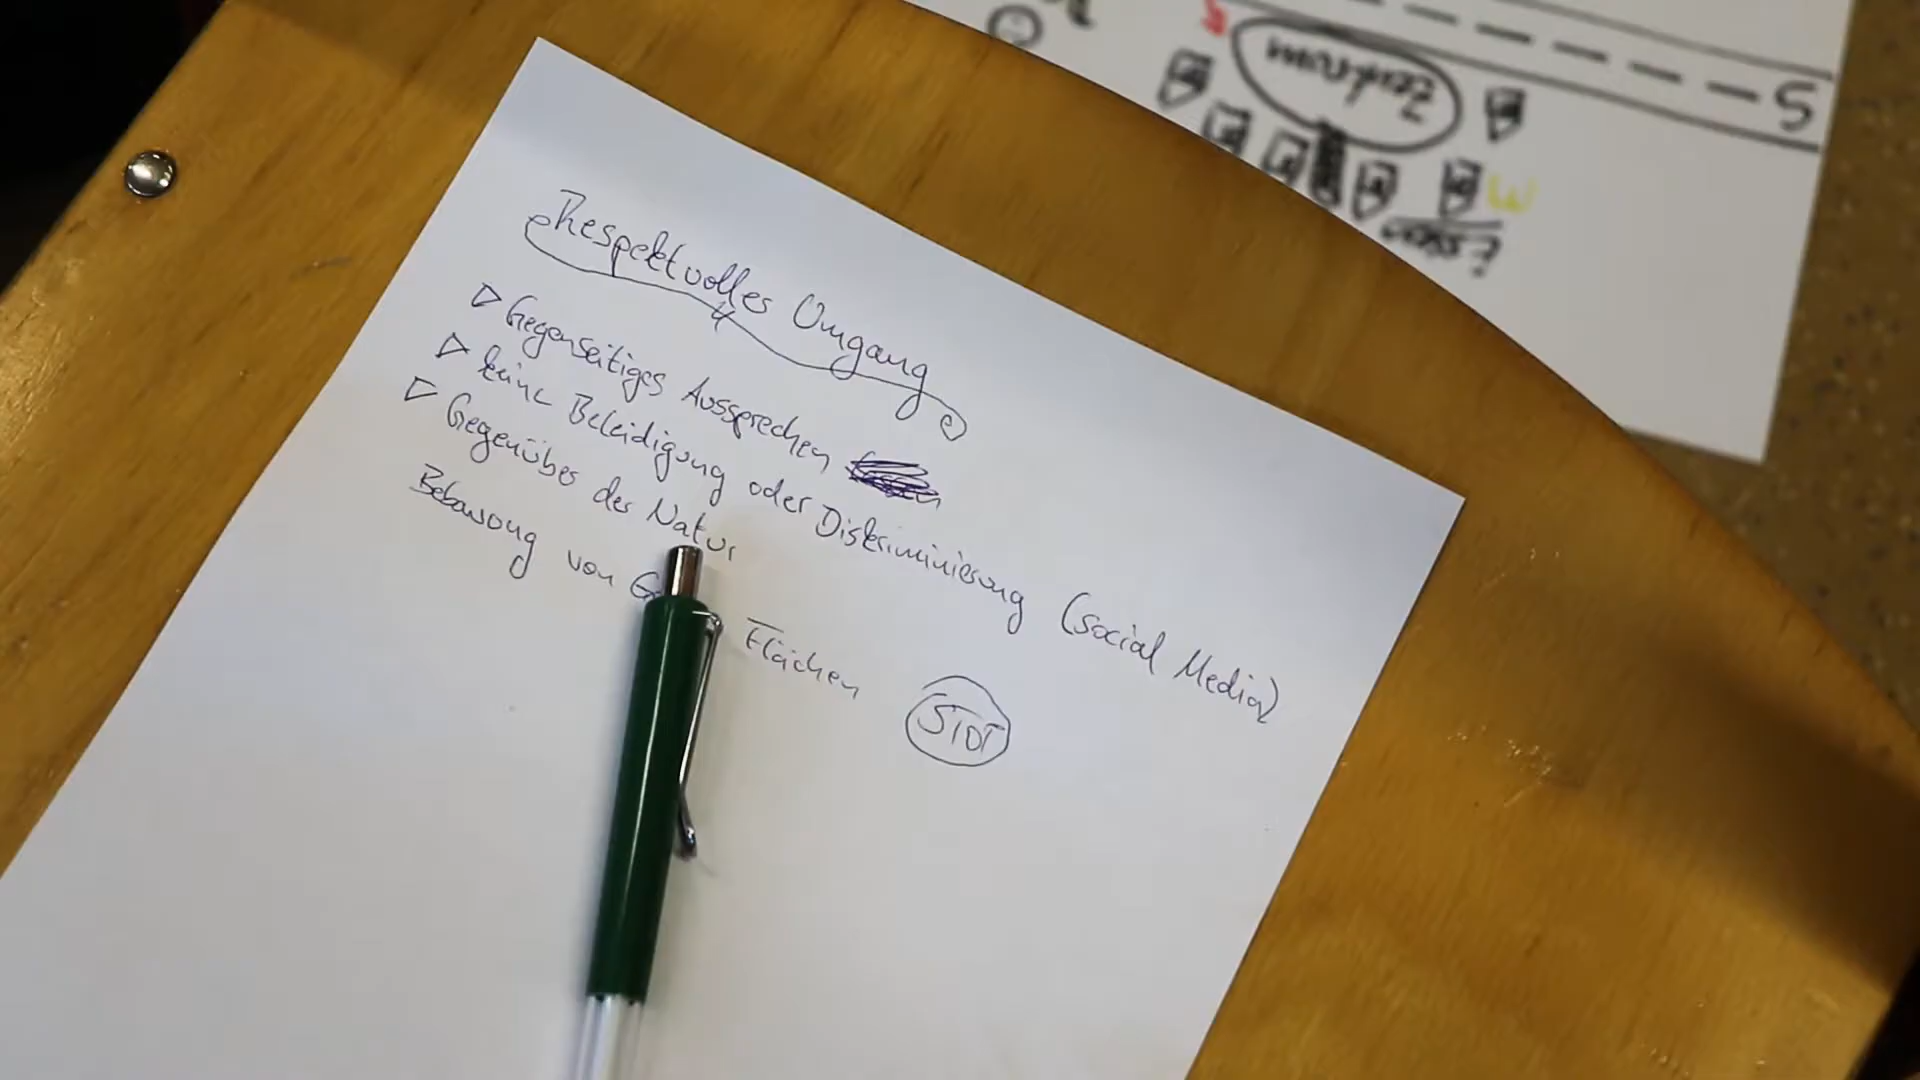 Respektvolles Umgang
▷ Gegenseitiges Aussprechen
▷ keine Beleidigung oder Diskriminierung (social Media)
▷ Gegenüber der Natur
Bebauung von Flächen
STOP
Zentrum
S